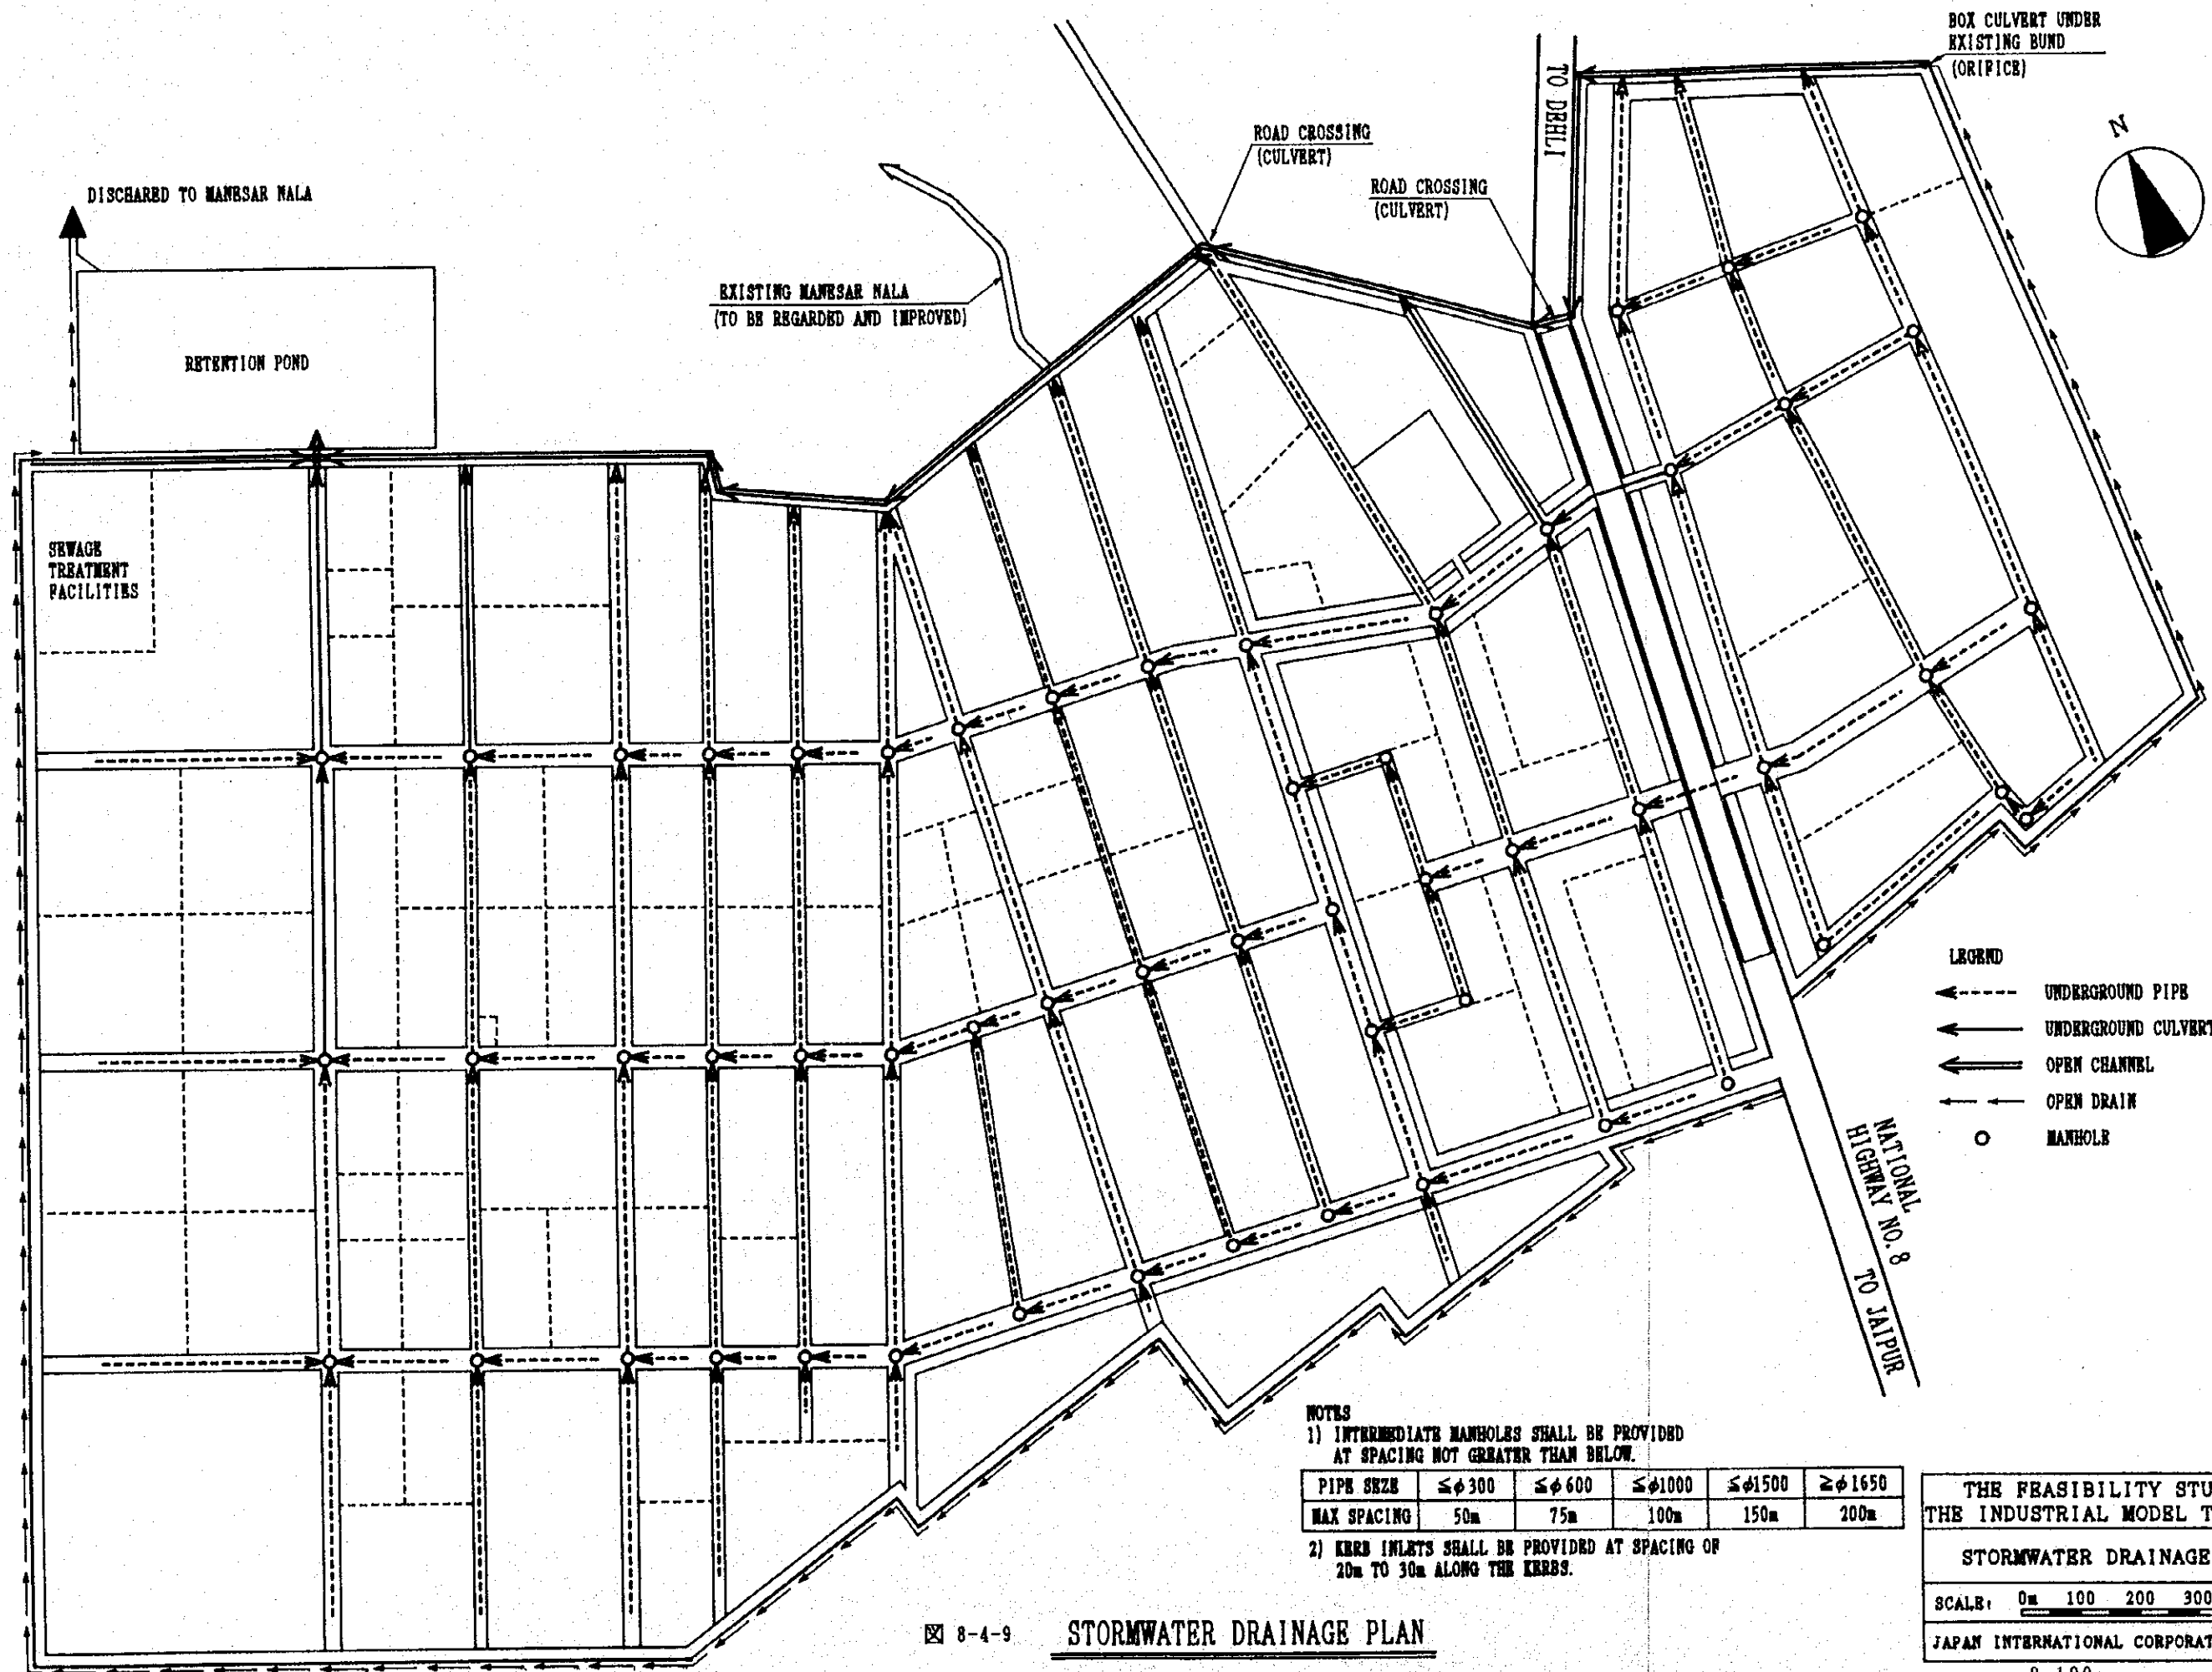 BOX CULVERT UNDER
EXISTING BUND
(ORIFICE)
TO DEHLI
ROAD CROSSING
(CULVERT)
ROAD CROSSING
(CULVERT)
N
DISCHARED TO MANESAR NALA
EXISTING MANESAR NALA
(TO BE REGARDED AND IMPROVED)
RETENTION POND
SEWAGE
TREATMENT
FACILITIES
LEGEND
UNDERGROUND PIPE
UNDERGROUND CULVERT
OPEN CHANNEL
OPEN DRAIN
MANHOLE
NATIONAL
HIGHWAY NO. 8
TO JAIPUR
NOTES
1) INTERMEDIATE MANHOLES SHALL BE PROVIDED
AT SPACING NOT GREATER THAN BELOW.
PIPE SEZE ≦φ300 ≦φ600 ≦φ1000 ≦φ1500 ≧φ1650
MAX SPACING 50m 75m 100m 150m 200m
2) KERB INLETS SHALL BE PROVIDED AT SPACING OF
20m TO 30m ALONG THE KERBS.
THE FEASIBILITY STU
THE INDUSTRIAL MODEL T
STORMWATER DRAINAGE
SCALE: 0m 100 200 300
JAPAN INTERNATIONAL CORPORAT
図 8-4-9 STORMWATER DRAINAGE PLAN